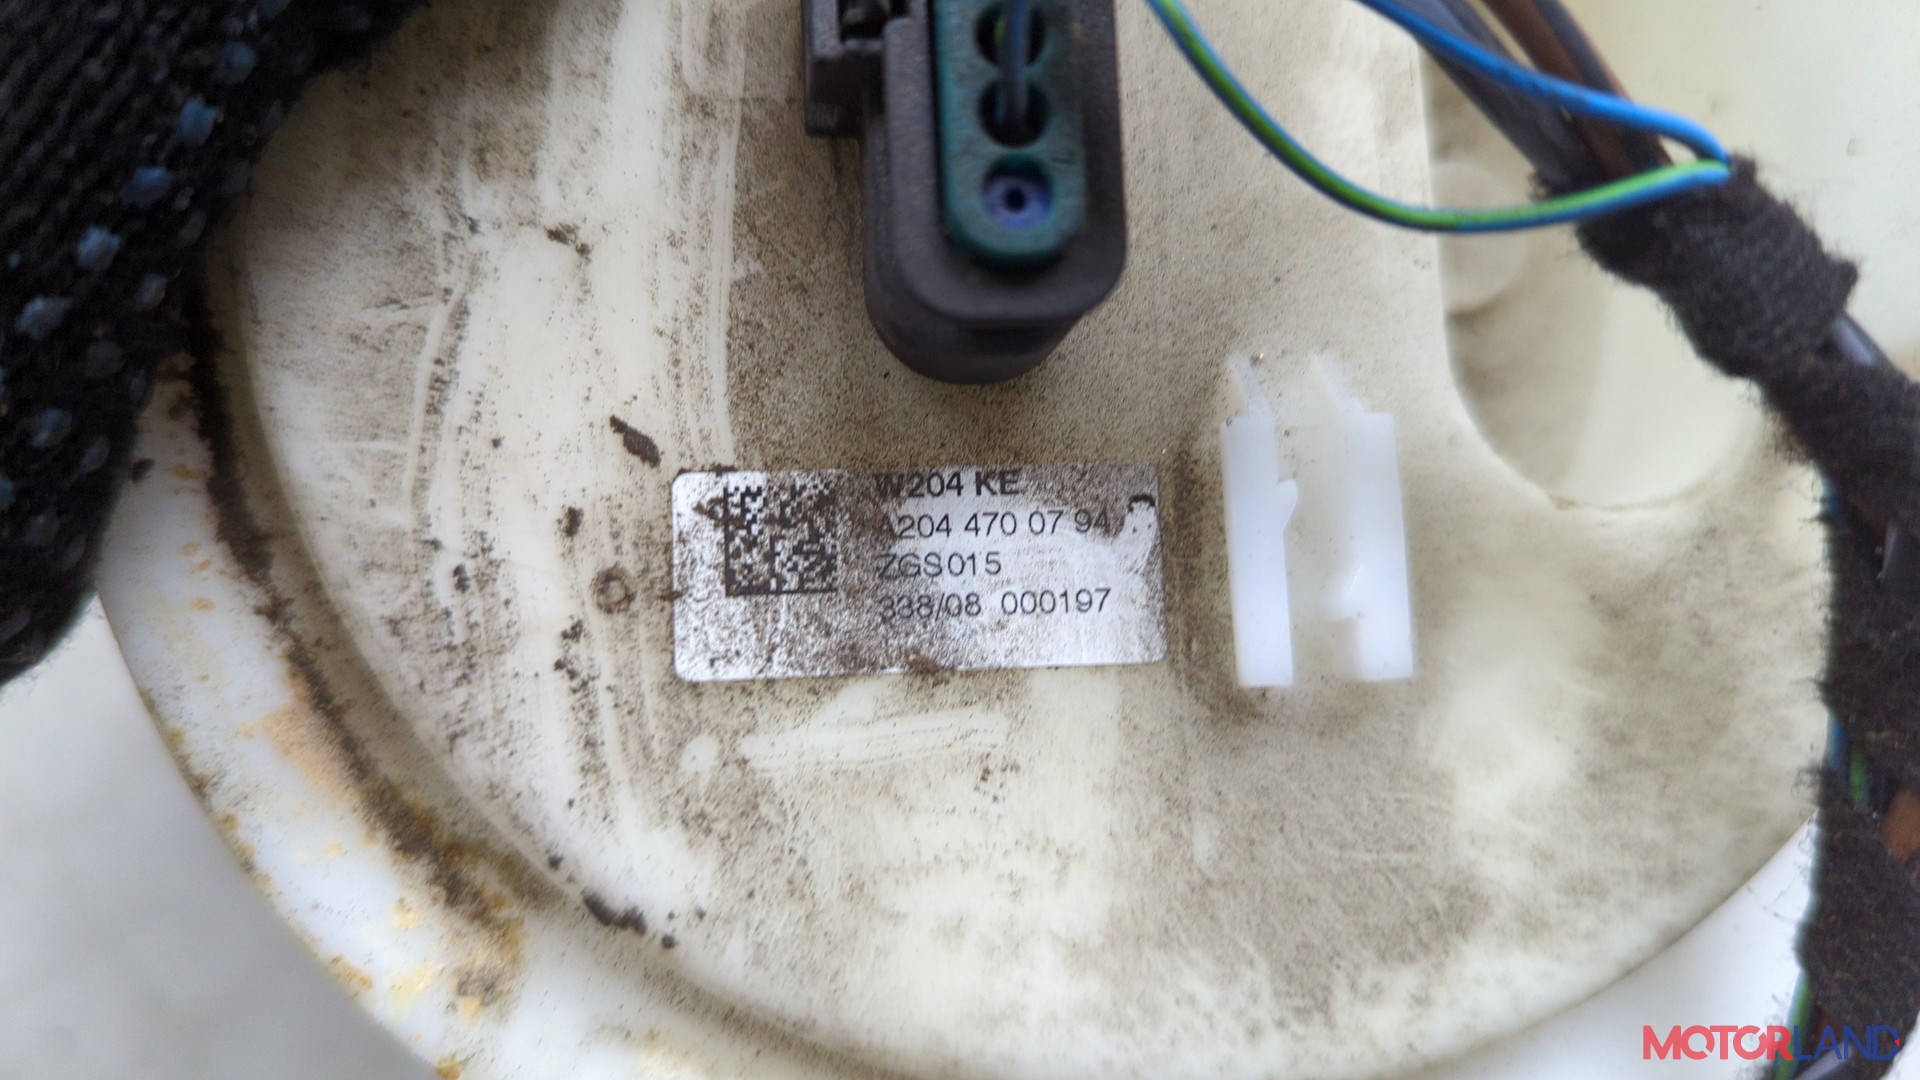 W204 KE
A204 470 07 94
ZGS015
338/08 000197
MOTORLAND